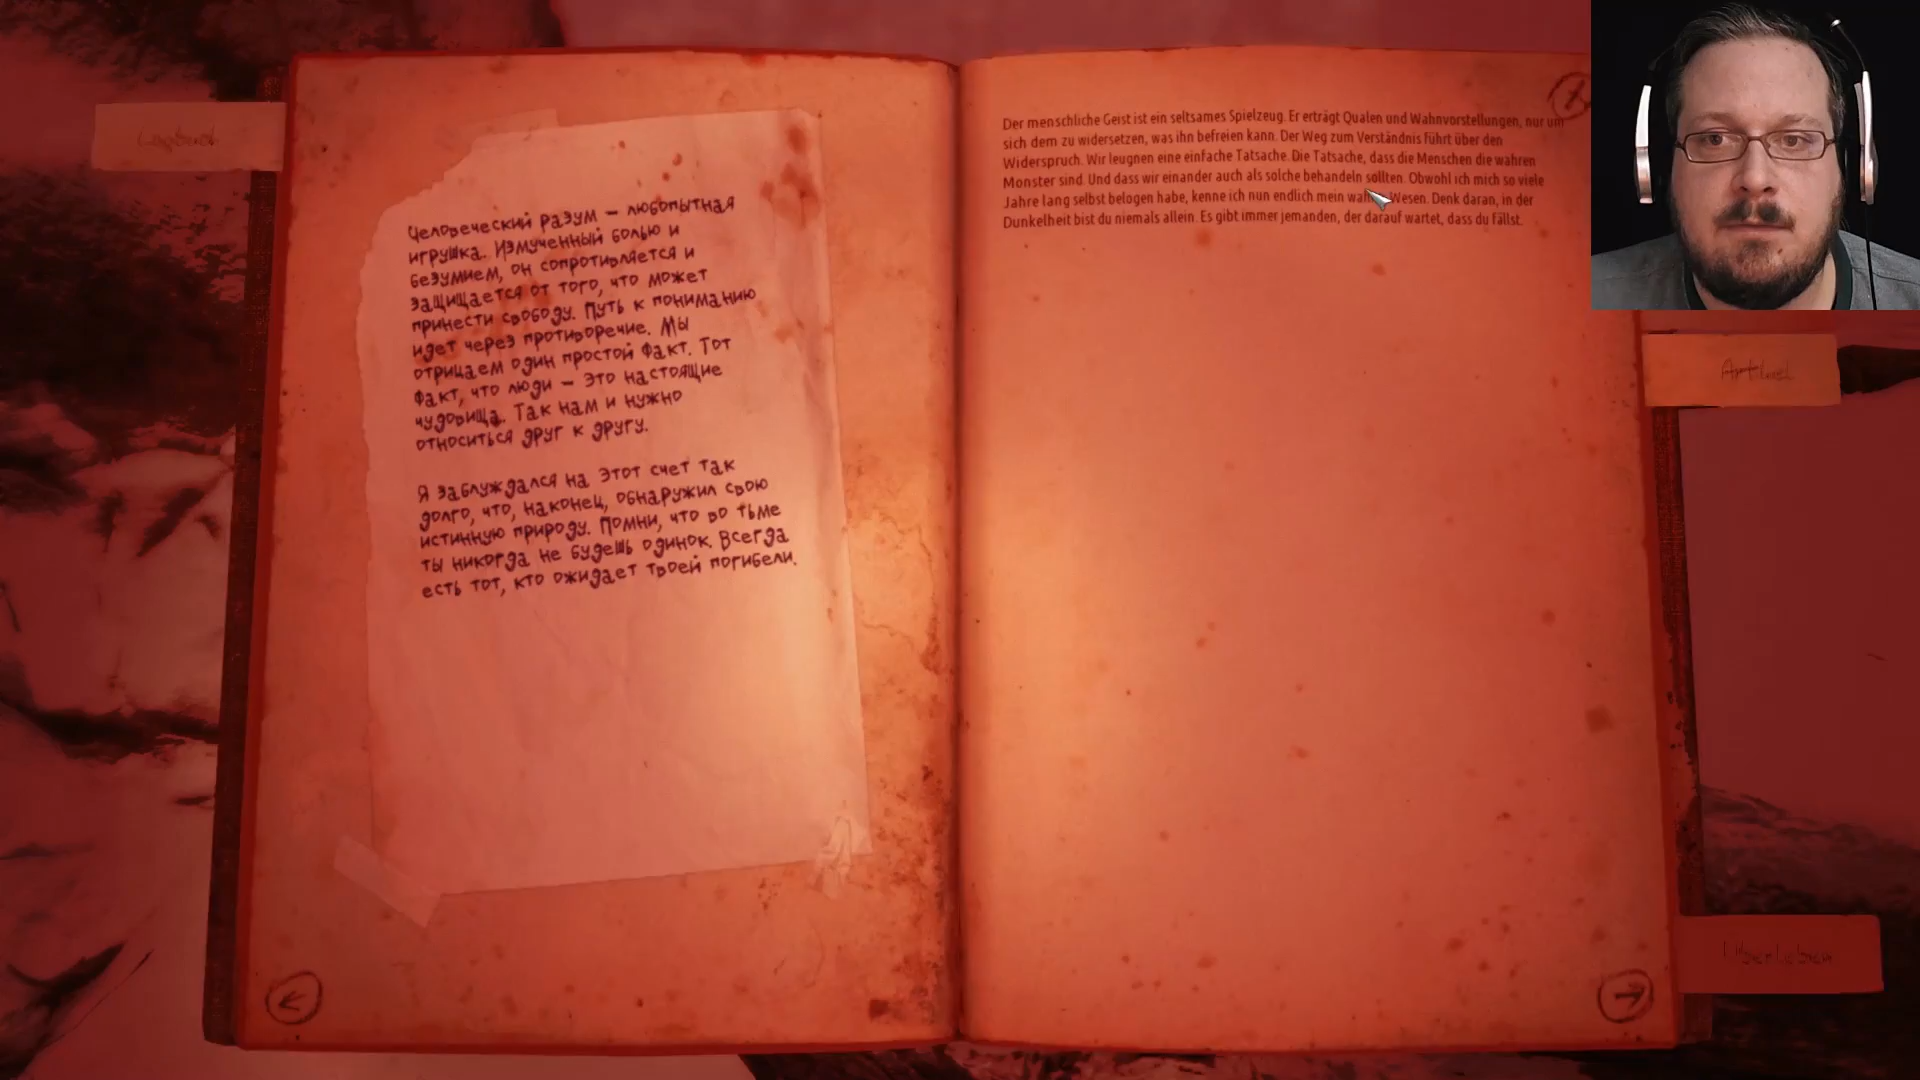 Logbuch
Человеческий разум – любопытная
игрушка. Измученный болью и
безумием, он сопротивляется и
защищается от того, что может
принести свободу. Путь к пониманию
идет через противоречие. Мы
отрицаем один простой факт. Тот
факт, что люди – это настоящие
чудовища. Так нам и нужно
относиться друг к другу.
Я заблуждался на этот счет так
долго, что, наконец, обнаружил свою
истинную природу. Помни, что во тьме
ты никогда не будешь одинок. Всегда
есть тот, кто ожидает твоей погибели.
Der menschliche Geist ist ein seltsames Spielzeug. Er erträgt Qualen und Wahnvorstellungen, nur um
sich dem zu widersetzen, was ihn befreien kann. Der Weg zum Verständnis führt über den
Widerspruch. Wir leugnen eine einfache Tatsache. Die Tatsache, dass die Menschen die wahren
Monster sind. Und dass wir einander auch als solche behandeln sollten. Obwohl ich mich so viele
Jahre lang selbst belogen habe, kenne ich nun endlich mein Wesen. Denk daran, in der
Dunkelheit bist du niemals allein. Es gibt immer jemanden, der darauf wartet, dass du fällst.